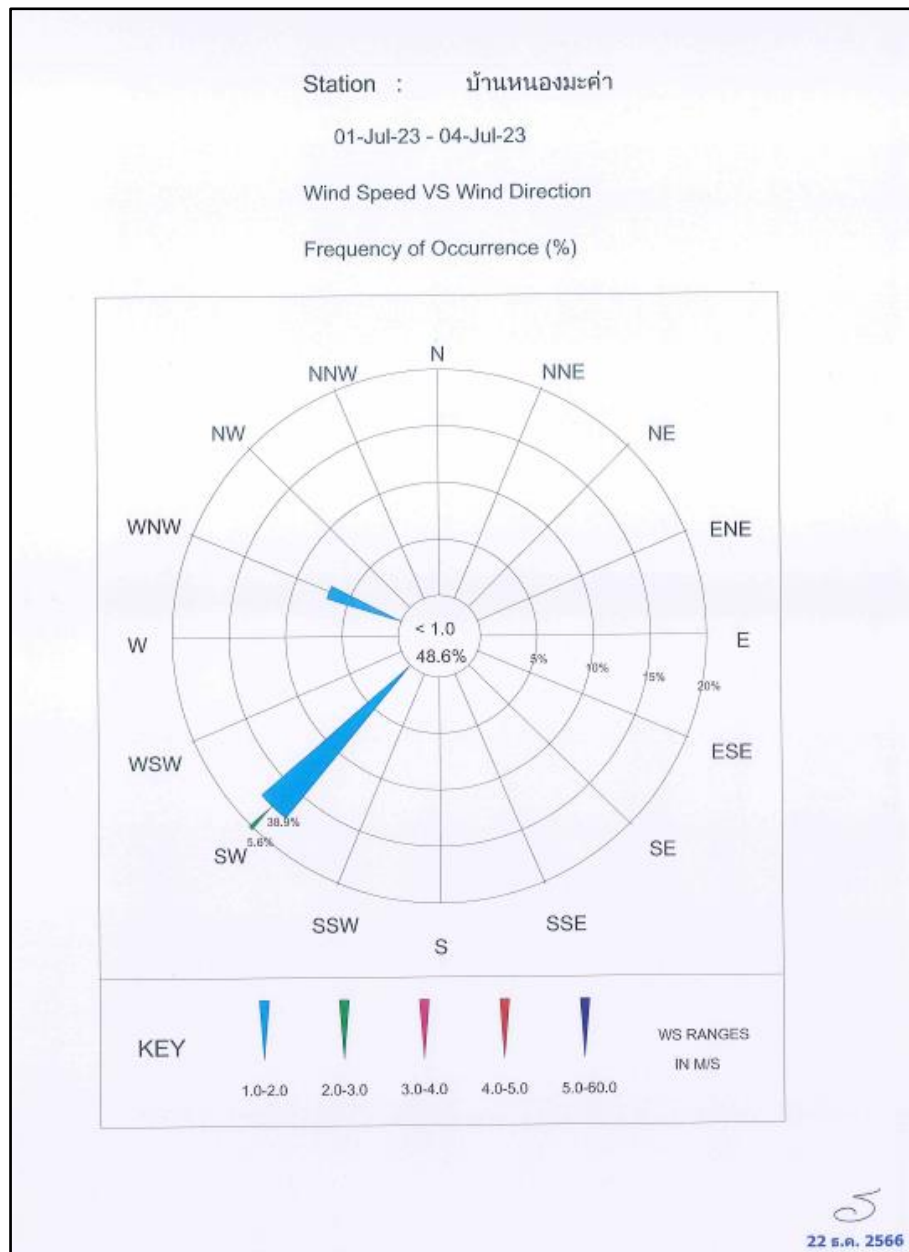 Station : บ้านหนองมะค่า
01-Jul-23 - 04-Jul-23
Wind Speed VS Wind Direction
Frequency of Occurrence (%)
N
NNW NNE
NW NE
WNW ENE
< 1.0
W E
48.6% 5% 10% 15% 20%
WSW ESE
38.9%
5.6%
SW SE
SSW SSE
S
KEY
WS RANGES
IN M/S
1.0-2.0 2.0-3.0 3.0-4.0 4.0-5.0 5.0-60.0
22 ธ.ค. 2566